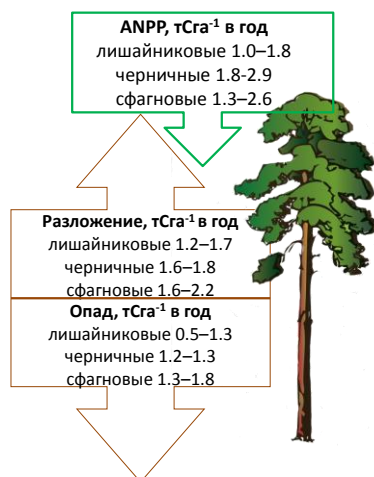 ANPP, тСга⁻¹ в год
лишайниковые 1.0–1.8
черничные 1.8-2.9
сфагновые 1.3–2.6
Разложение, тСга⁻¹ в год
лишайниковые 1.2–1.7
черничные 1.6–1.8
сфагновые 1.6–2.2
Опад, тСга⁻¹ в год
лишайниковые 0.5–1.3
черничные 1.2–1.3
сфагновые 1.3–1.8